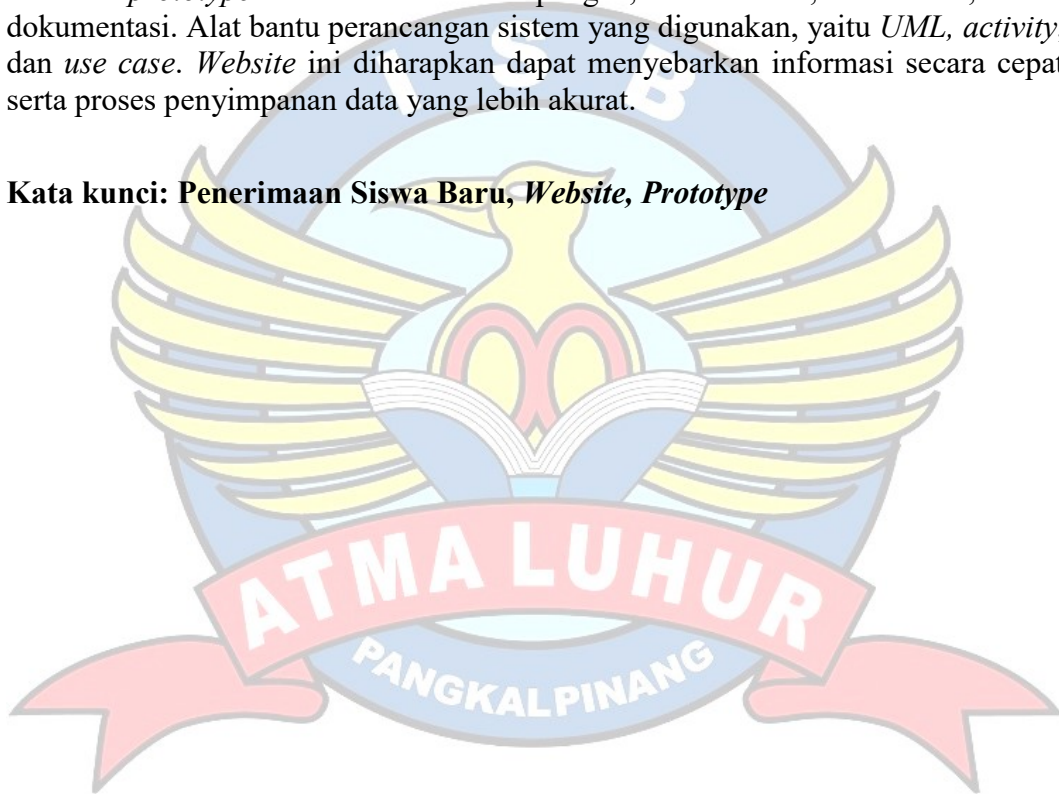 prototype
dokumentasi. Alat bantu perancangan sistem yang digunakan, yaitu UML, activity,
dan use case. Website ini diharapkan dapat menyebarkan informasi secara cepat
serta proses penyimpanan data yang lebih akurat.
Kata kunci: Penerimaan Siswa Baru, Website, Prototype
ISB
ATMA LUHUR
PANGKALPINANG